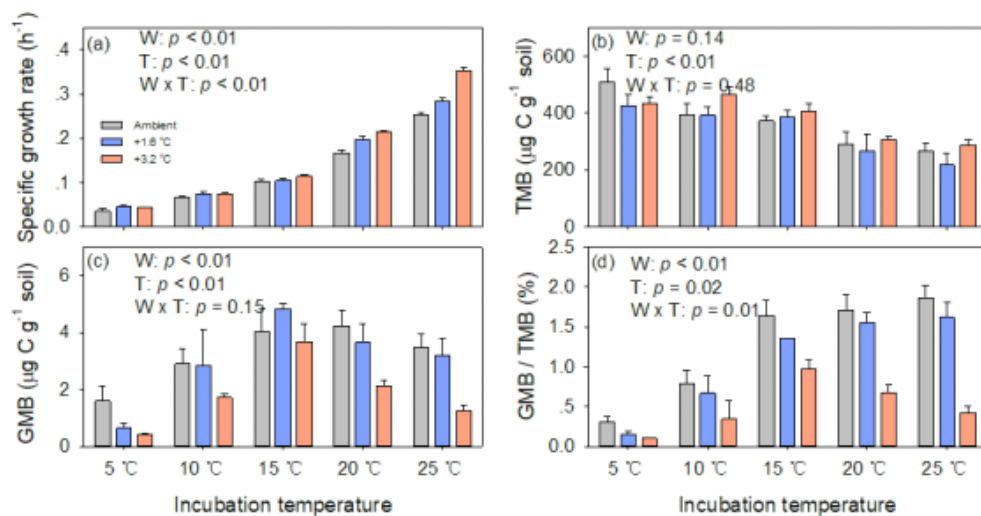 Specific growth rate (h⁻¹)
(a)
W: p < 0.01
T: p < 0.01
W x T: p < 0.01
Ambient
+1.6 ℃
+3.2 ℃
.4
.3
.2
.1
0.0
TMB (μg C g⁻¹ soil)
(b)
W: p = 0.14
T: p < 0.01
W x T: p = 0.48
600
400
200
0
GMB (μg C g⁻¹ soil)
(c)
W: p < 0.01
T: p < 0.01
W x T: p = 0.15
6
4
2
0
5 ℃ 10 ℃ 15 ℃ 20 ℃ 25 ℃
Incubation temperature
GMB / TMB (%)
(d)
W: p < 0.01
T: p = 0.02
W x T: p = 0.01
2.5
2.0
1.5
1.0
.5
0.0
5 ℃ 10 ℃ 15 ℃ 20 ℃ 25 ℃
Incubation temperature